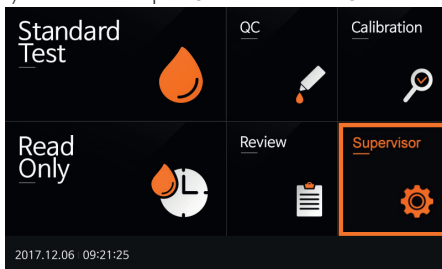 Standard
Test
QC
Calibration
Read
Only
Review
Supervisor
2017.12.06 09:21:25